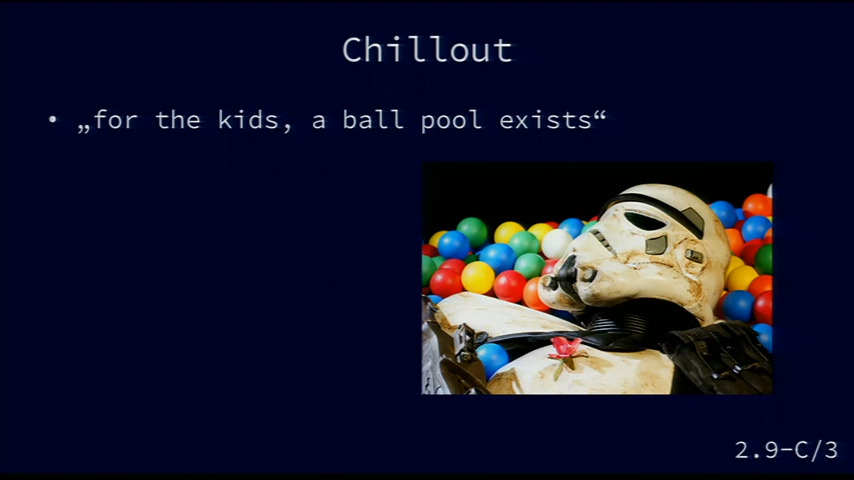 Chillout
• „for the kids, a ball pool exists“
2.9-C/3